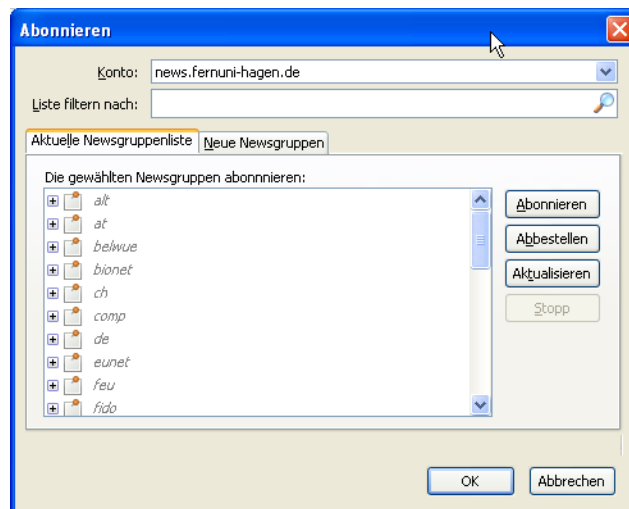 Abonnieren
Konto: news.fernuni-hagen.de
Liste filtern nach:
Aktuelle Newsgruppenliste Neue Newsgruppen
Die gewählten Newsgruppen abonnnieren:
alt
at
belwue
bionet
ch
comp
de
eunet
feu
fido
Abonnieren
Abbestellen
Aktualisieren
Stopp
OK Abbrechen